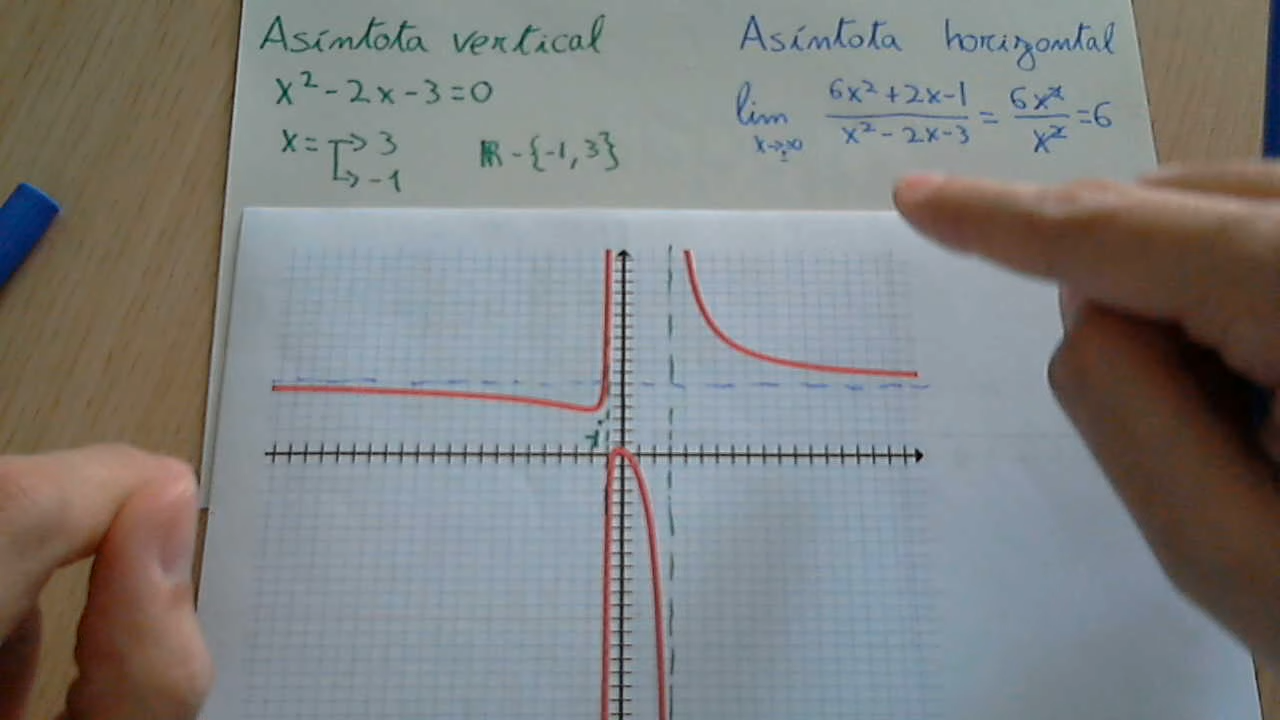 Asíntota vertical
x² - 2x - 3 = 0
x = → 3
↳ -1
ℝ - {-1, 3}
Asíntota horizontal
lim x→∞ (6x² + 2x - 1)/(x² - 2x - 3) = 6x²/x² = 6
-1